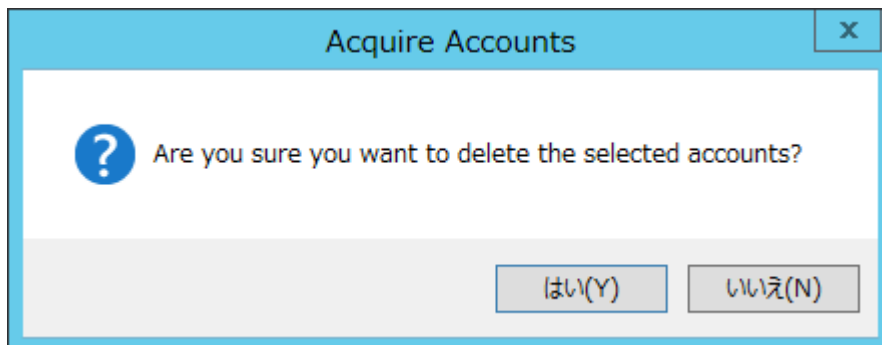 Acquire Accounts
x
?
Are you sure you want to delete the selected accounts?
はい(Y)
いいえ(N)